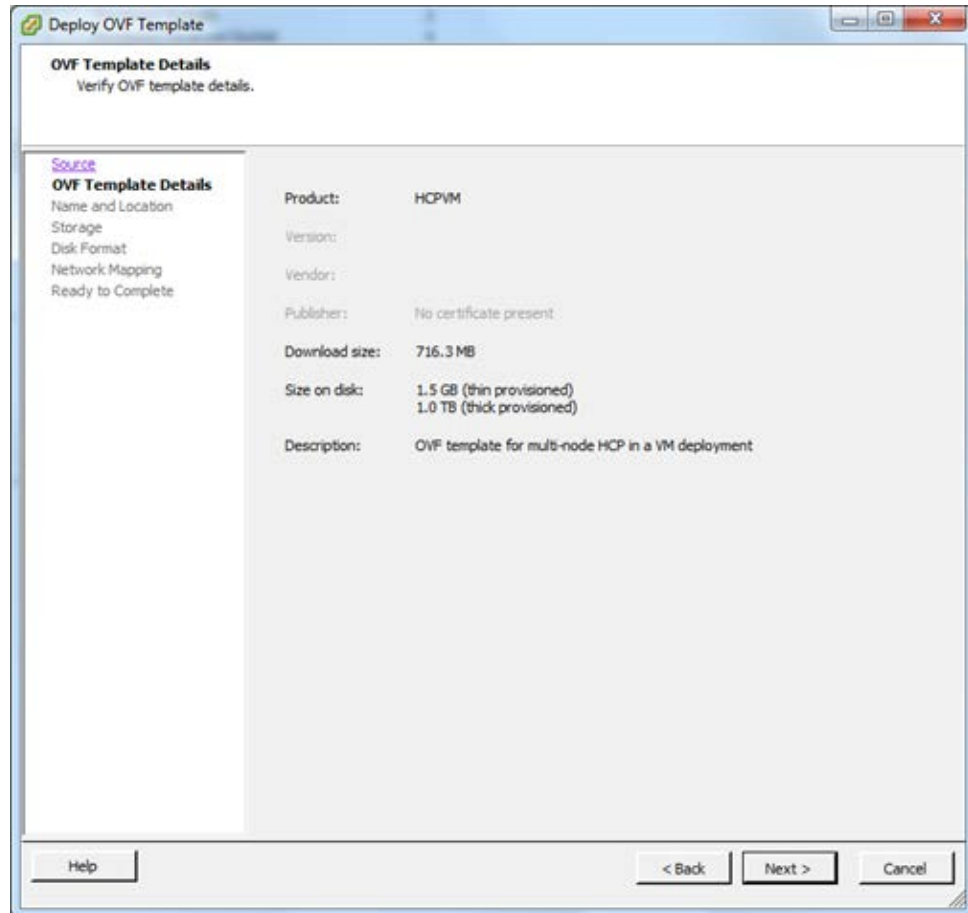 Deploy OVF Template
OVF Template Details
Verify OVF template details.
Source
OVF Template Details
Name and Location
Storage
Disk Format
Network Mapping
Ready to Complete
Product: HCPVM
Version:
Vendor:
Publisher: No certificate present
Download size: 716.3 MB
Size on disk: 1.5 GB (thin provisioned)
1.0 TB (thick provisioned)
Description: OVF template for multi-node HCP in a VM deployment
Help
< Back
Next >
Cancel